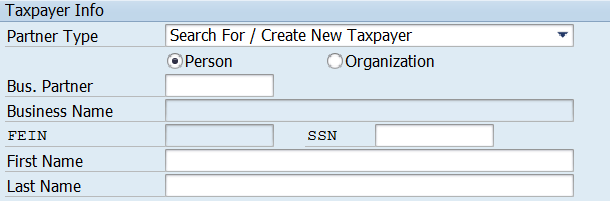 Taxpayer Info
Partner Type Search For / Create New Taxpayer
Person Organization
Bus. Partner
Business Name
FEIN SSN
First Name
Last Name